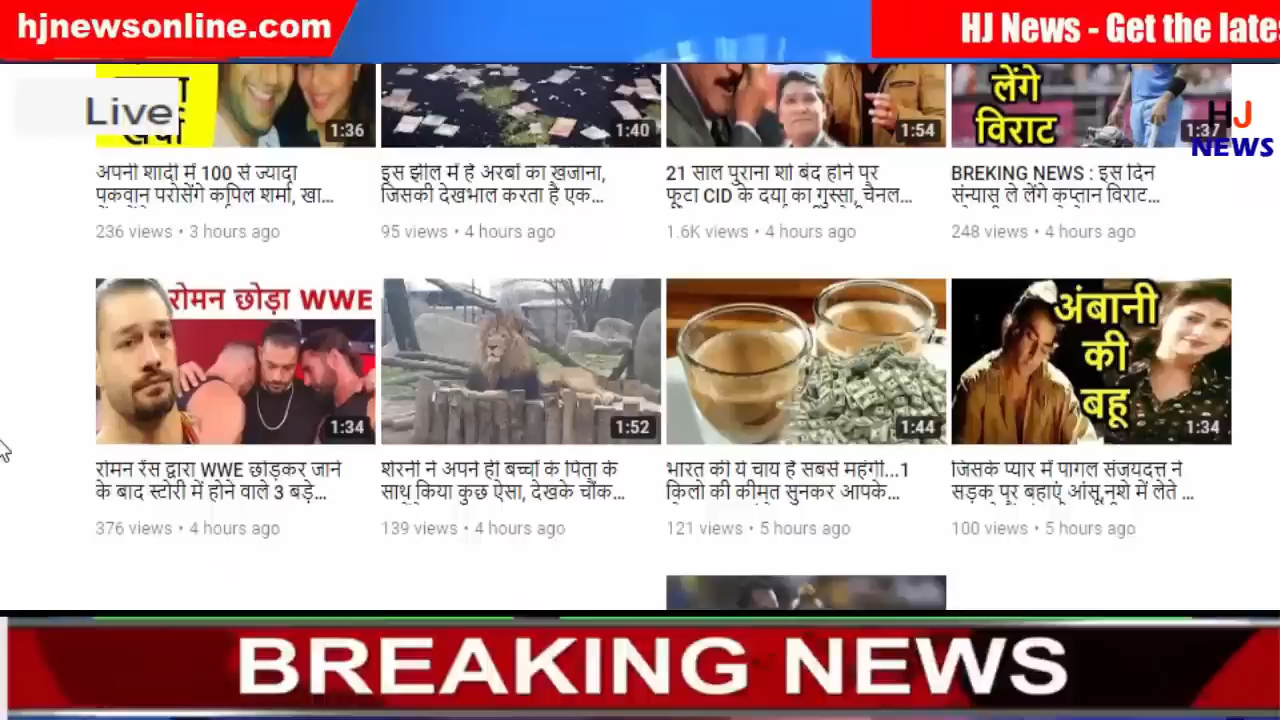 hjnewsonline.com
HJ News - Get the late
Live
1:36
1:40
1:54
लेंगे
विराट
1:37
HJ
NEWS
अपनी शादी में 100 से ज्यादा
पकवान परोसेंगे कपिल शर्मा, खा...
236 views • 3 hours ago
इस झील में है अरबों का खजाना,
जिसकी देखभाल करता है एक...
95 views • 4 hours ago
21 साल पुराना शो बंद होने पर
फूटा CID के दया का गुस्सा, चैनल...
1.6K views • 4 hours ago
BREKING NEWS : इस दिन
संन्यास ले लेंगे कप्तान विराट...
248 views • 4 hours ago
रोमन छोड़ा WWE
1:34
1:52
1:44
अंबानी
की
बहू
1:34
रोमन रेंस द्वारा WWE छोड़कर जाने
के बाद स्टोरी में होने वाले 3 बड़े...
376 views • 4 hours ago
शेरनी ने अपने ही बच्चों के पिता के
साथ किया कुछ ऐसा, देखके चौंक...
139 views • 4 hours ago
भारत की ये चाय है सबसे महंगी...1
किलो की कीमत सुनकर आपके...
121 views • 5 hours ago
जिसके प्यार में पागल संजयदत्त ने
सड़क पर बहाएं आंसू,नशे में लेते ...
100 views • 5 hours ago
BREAKING NEWS